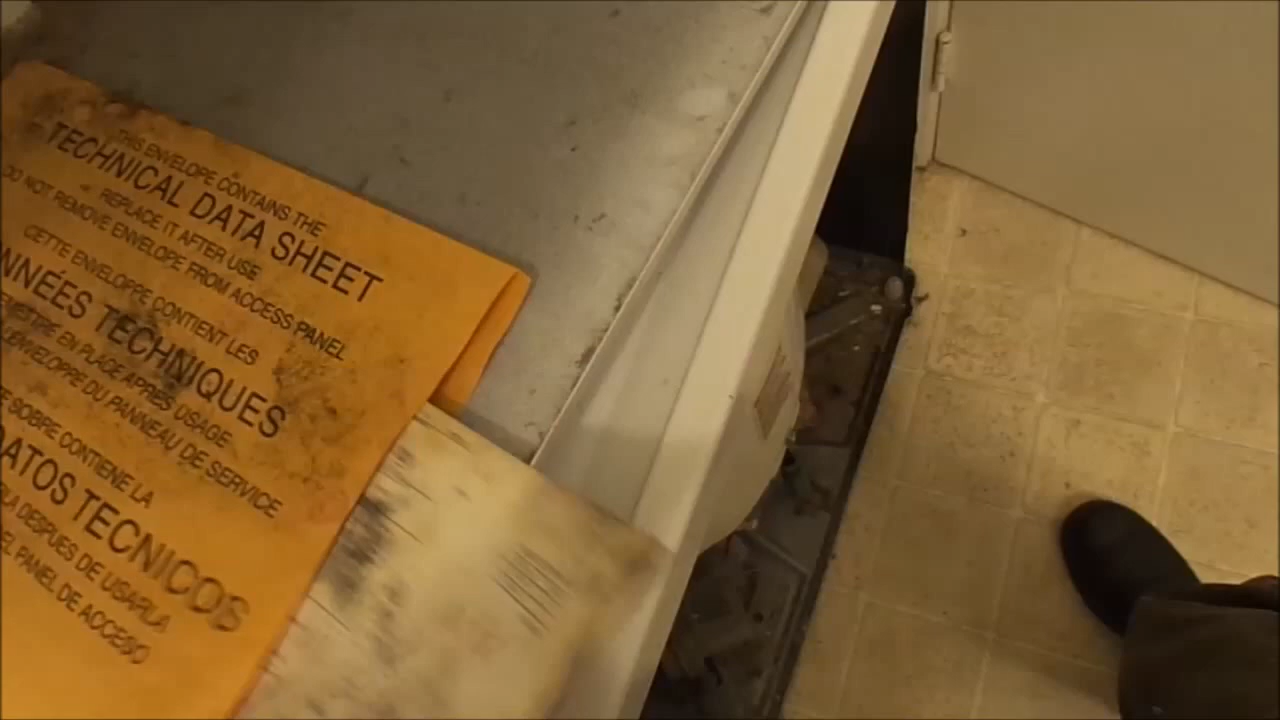 THIS ENVELOPE CONTAINS THE
TECHNICAL DATA SHEET
REPLACE IT AFTER USE
DO NOT REMOVE ENVELOPE FROM ACCESS PANEL
CETTE ENVELOPPE CONTIENT LES
NNÉES TECHNIQUES
EN PLACE APRÈS USAGE
L'ENVELOPPE DU PANNEAU DE SERVICE
SOBRE CONTIENE LA
DATOS TECNICOS
DESPUES DE USARLA
EL PANEL DE ACCESO